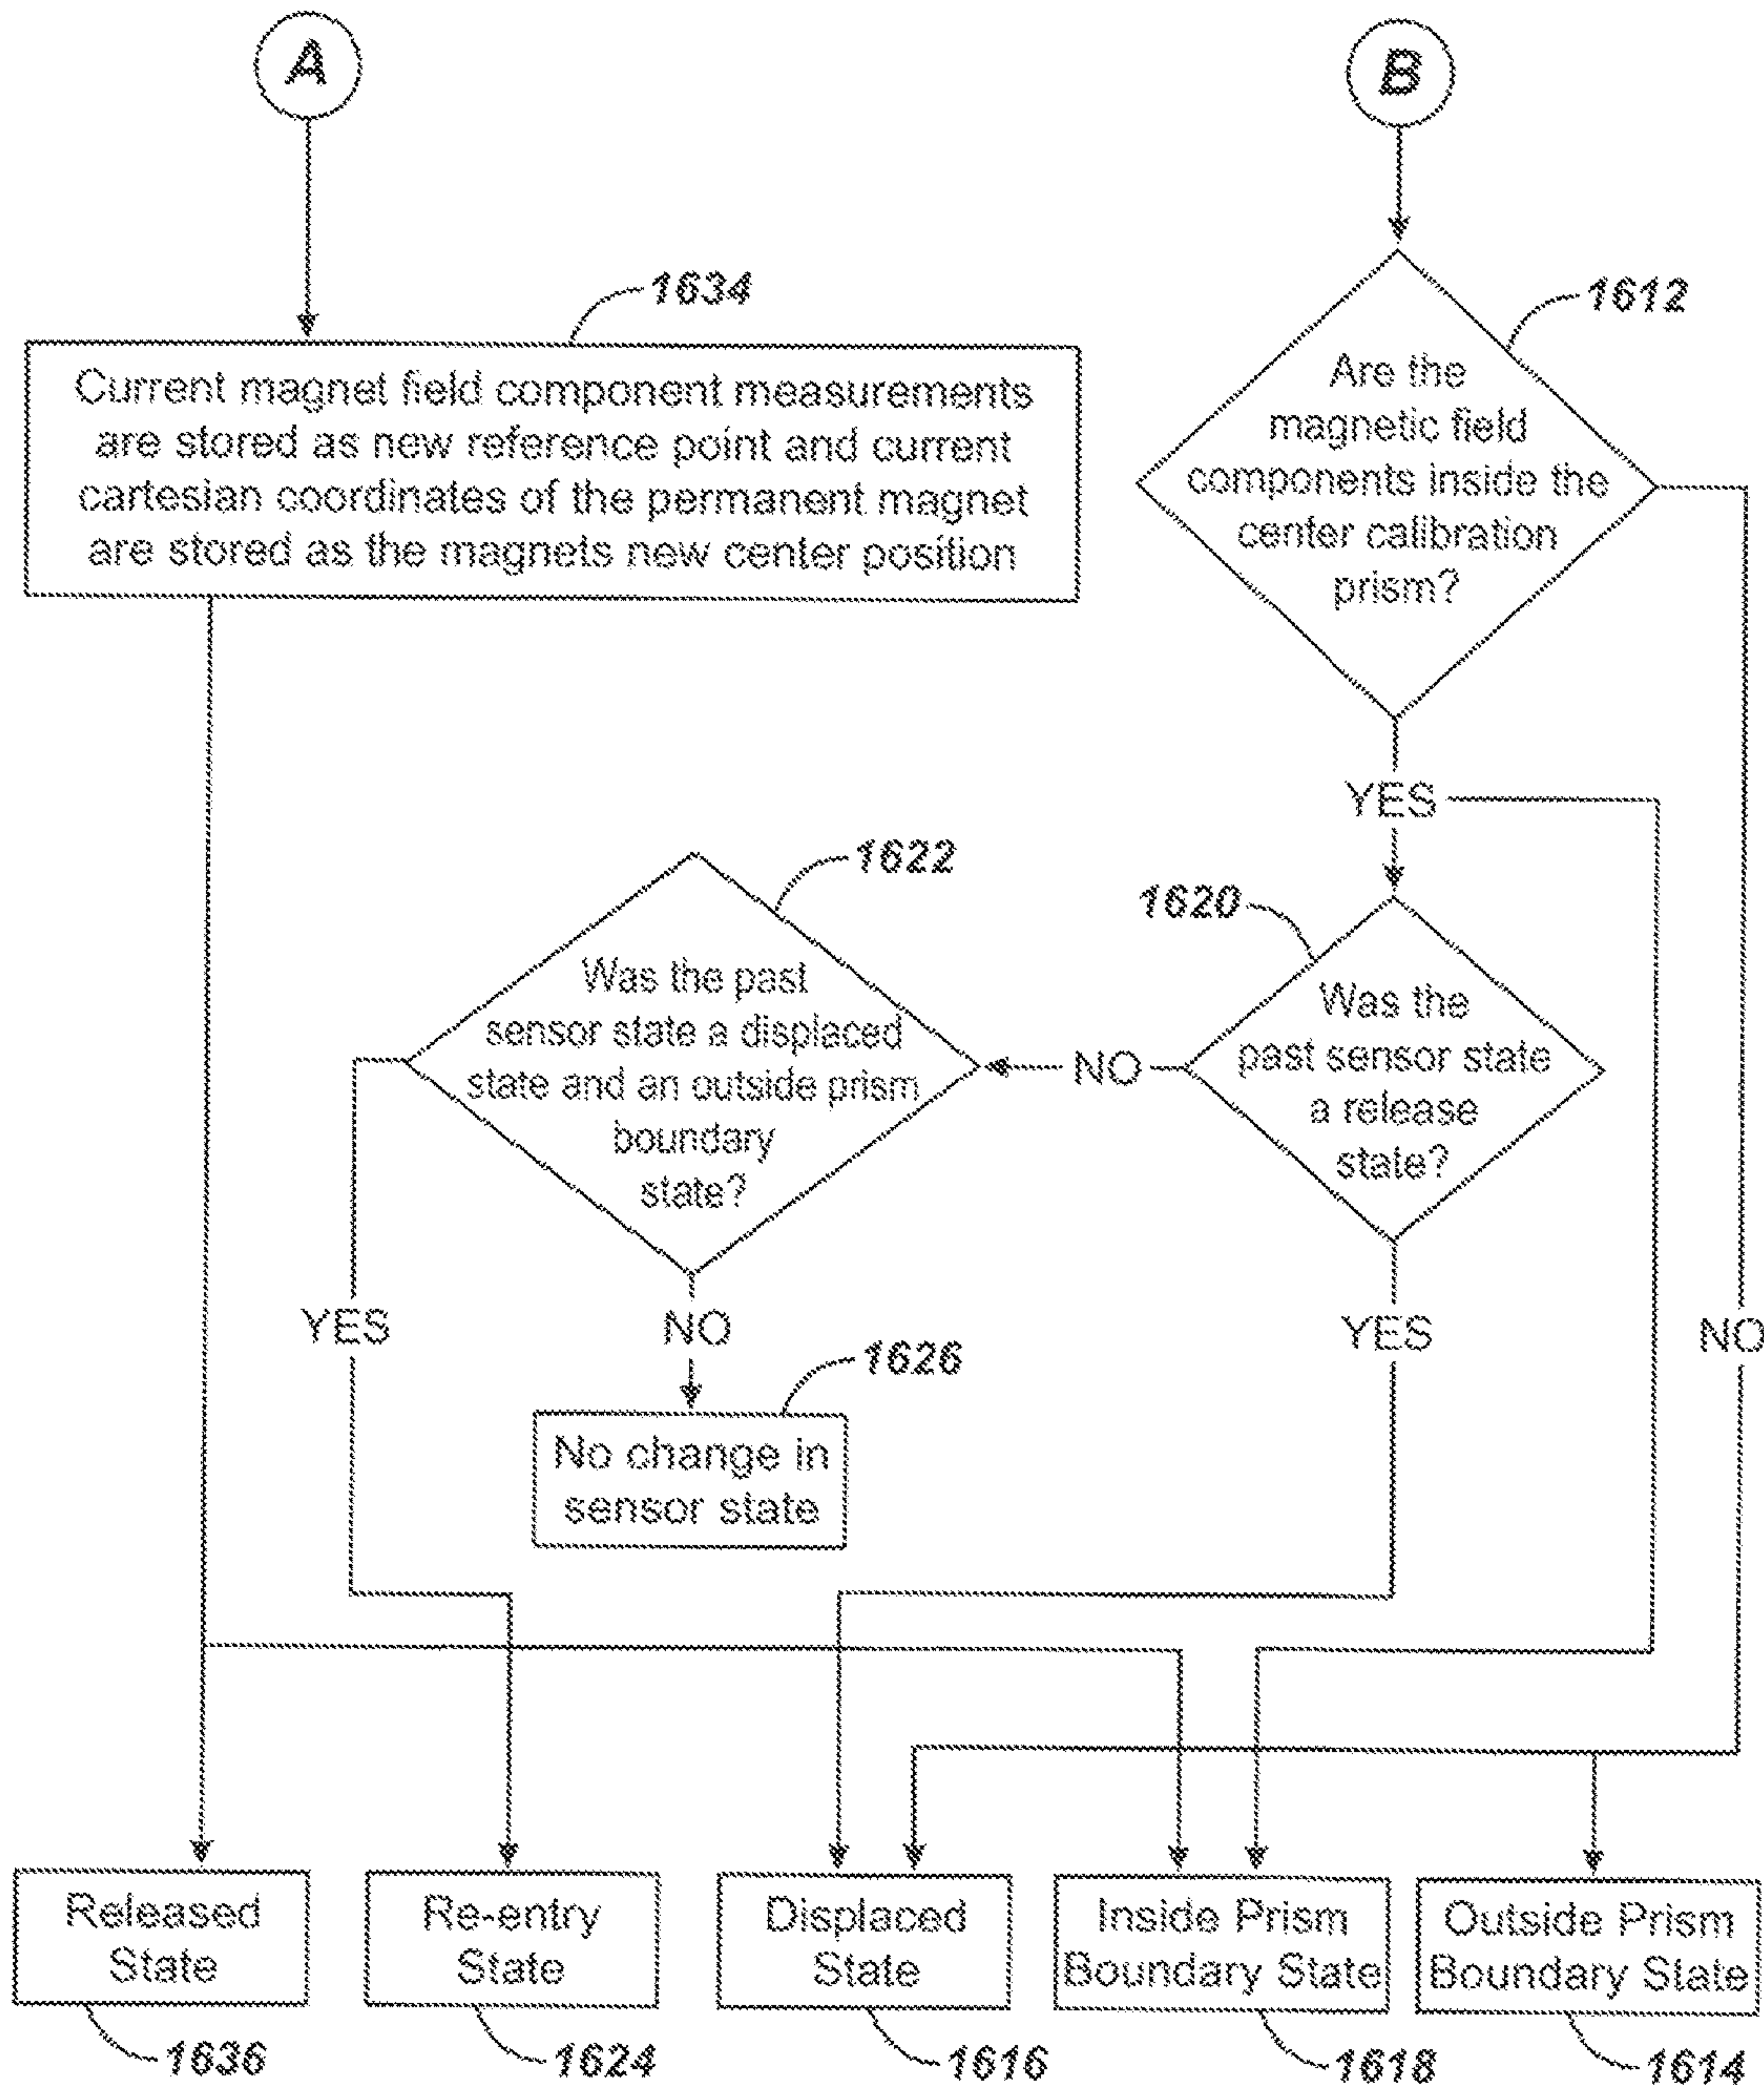 A
B
1634
Current magnet field component measurements
are stored as new reference point and current
cartesian coordinates of the permanent magnet
are stored as the magnets new center position
1612
Are the
magnetic field
components inside the
center calibration
prism?
YES
NO
1620
Was the
past sensor state
a release
state?
NO
YES
1622
Was the past
sensor state a displaced
state and an outside prism
boundary
state?
YES
NO
1626
No change in
sensor state
Released
State
1636
Re-entry
State
1624
Displaced
State
1616
Inside Prism
Boundary State
1618
Outside Prism
Boundary State
1614